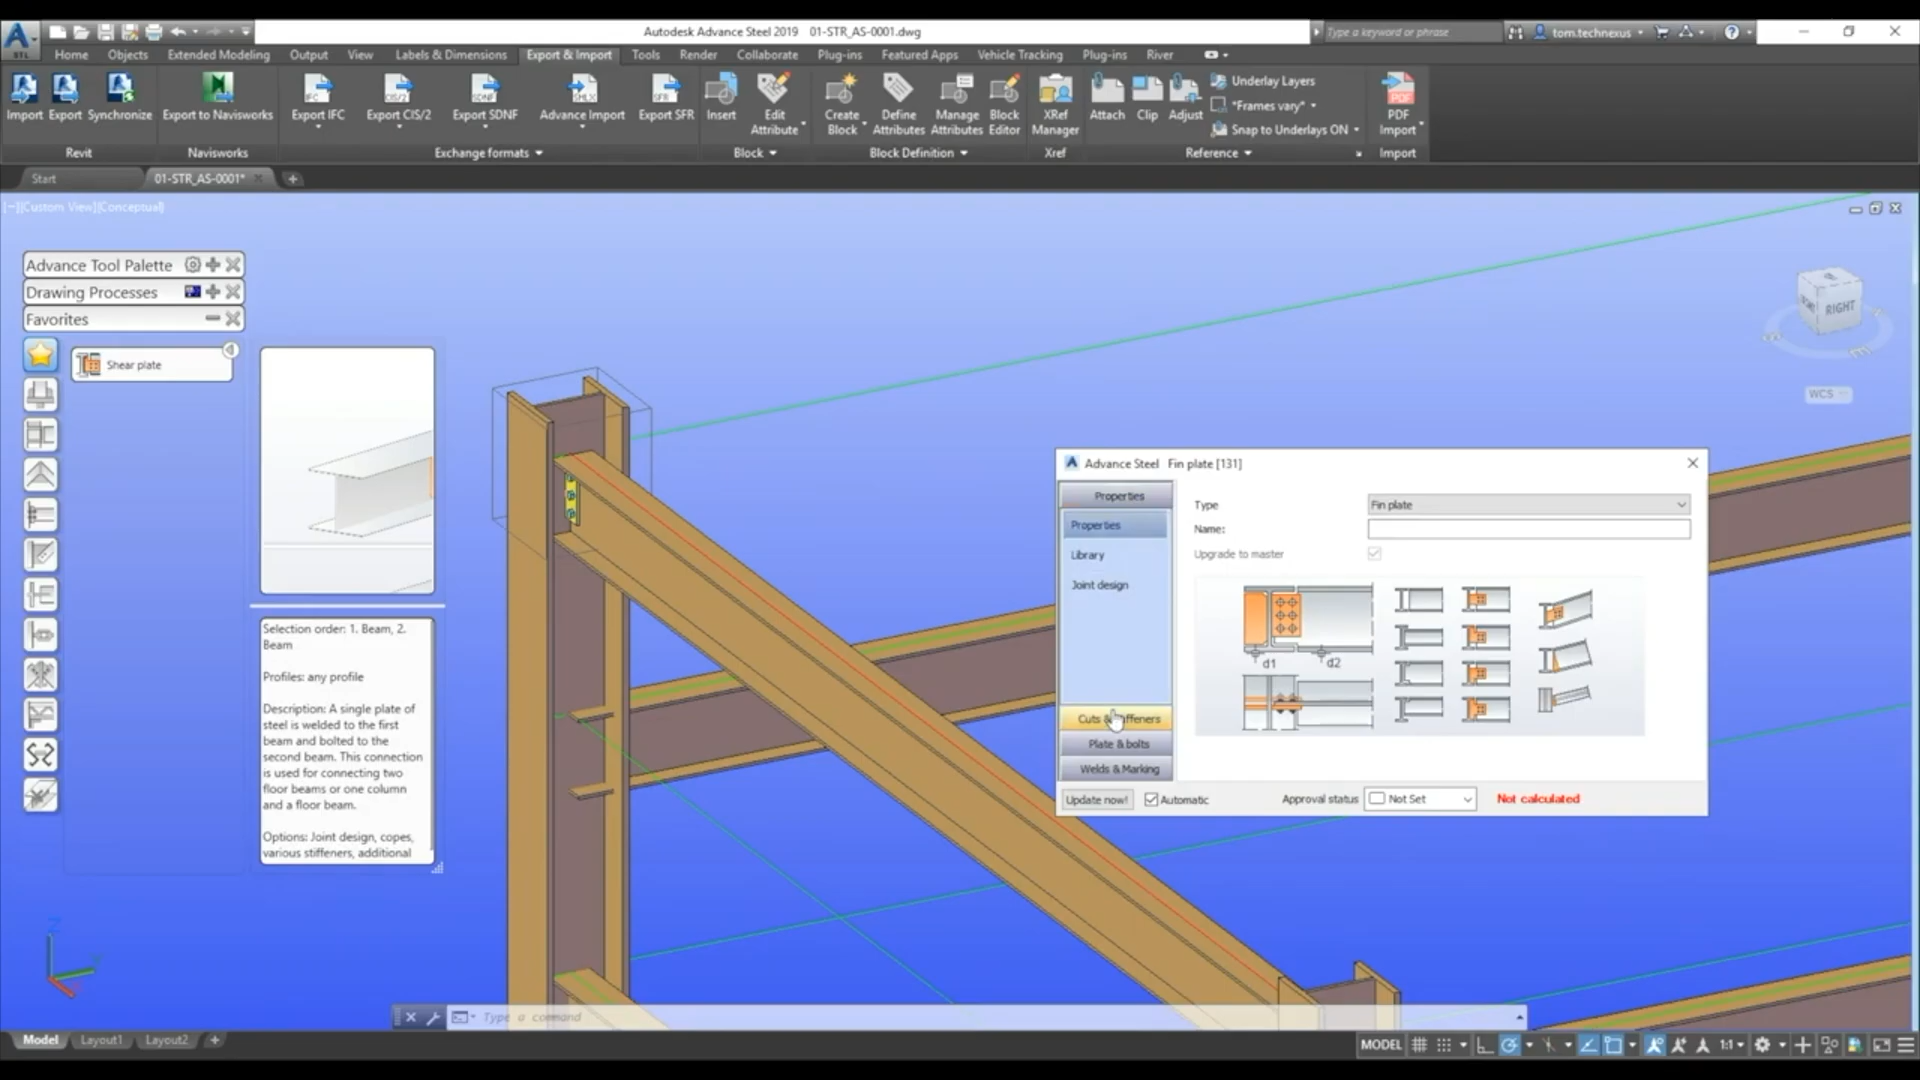 Autodesk Advance Steel 2019 01-STR_AS-0001.dwg
Type a keyword or phrase
tom.technexus
STL
Home Objects Extended Modeling Output View Labels & Dimensions Export & Import Tools Render Collaborate Plug-ins Featured Apps Vehicle Tracking Plug-ins River
Import Export Synchronize
Export to Navisworks
Export IFC Export CIS/2 Export SDNF Advance Import Export SFR
Insert Edit Attribute
Create Block Define Attributes Manage Attributes Block Editor
XRef Manager
Attach Clip Adjust
Underlay Layers
*Frames vary*
Snap to Underlays ON
PDF Import
Revit Navisworks Exchange formats Block Block Definition Xref Reference Import
Start 01-STR_AS-0001*
[−][Custom View][Conceptual]
Advance Tool Palette
Drawing Processes
Favorites
Shear plate
Selection order: 1. Beam, 2.
Beam
Profiles: any profile
Description: A single plate of
steel is welded to the first
beam and bolted to the
second beam. This connection
is used for connecting two
floor beams or one column
and a floor beam.
Options: Joint design, copes,
various stiffeners, additional
RIGHT
WCS
Advance Steel Fin plate [131]
Properties
Properties
Library
Joint design
Cuts & ffeners
Plate & bolts
Welds & Marking
Type Fin plate
Name:
Upgrade to master
d1 d2
Update now! Automatic Approval status Not Set Not calculated
Z
Type a command
Model Layout1 Layout2
MODEL 1:1